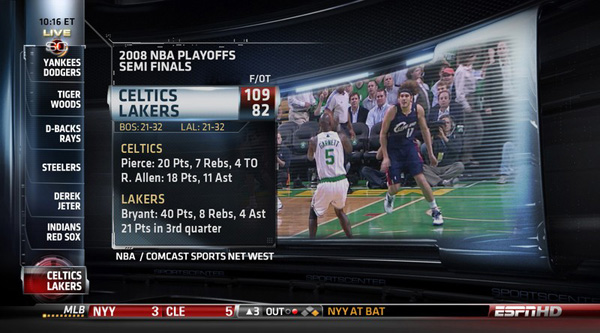 10:16 ET
LIVE
SC
YANKEES
DODGERS
TIGER
WOODS
D-BACKS
RAYS
STEELERS
DEREK
JETER
INDIANS
RED SOX
CELTICS
LAKERS
2008 NBA PLAYOFFS
SEMI FINALS
F/OT
CELTICS 109
LAKERS 82
BOS: 21-32 LAL: 21-32
CELTICS
Pierce: 20 Pts, 7 Rebs, 4 TO
R. Allen: 18 Pts, 11 Ast
LAKERS
Bryant: 40 Pts, 8 Rebs, 4 Ast
21 Pts in 3rd quarter
NBA / COMCAST SPORTS NET WEST
GARNETT
5
17
SPORTSCENTER
MLB NYY 3 CLE 5 ▲3 OUT NYY AT BAT
ESPNHD